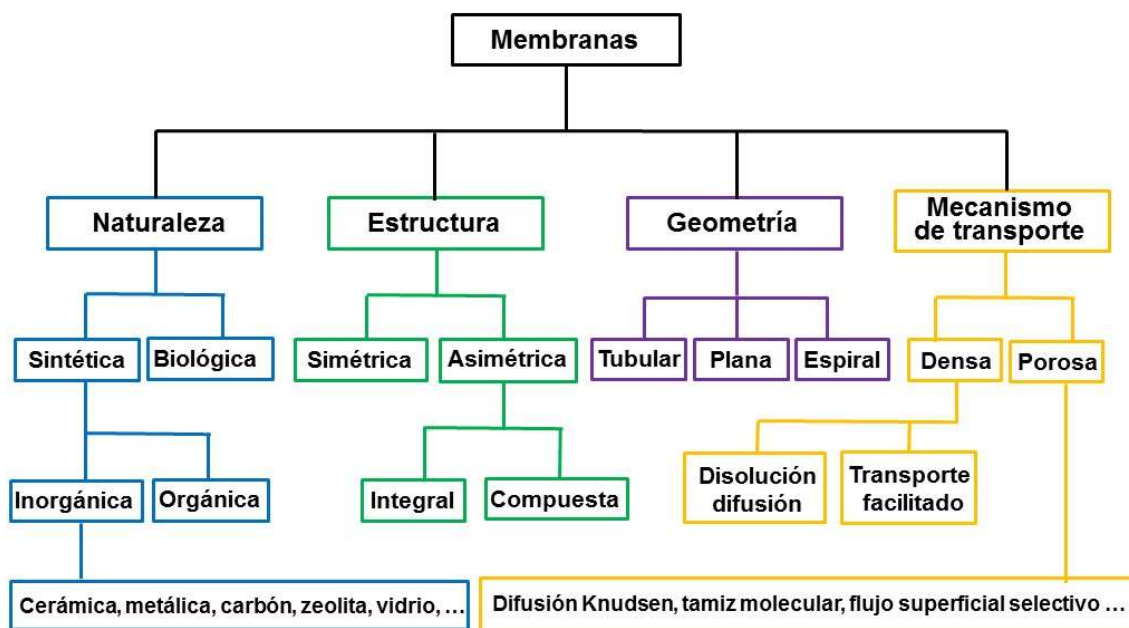 Membranas
Naturaleza
Estructura
Geometría
Mecanismo
de transporte
Sintética
Biológica
Simétrica
Asimétrica
Tubular
Plana
Espiral
Densa
Porosa
Inorgánica
Orgánica
Integral
Compuesta
Disolución
difusión
Transporte
facilitado
Cerámica, metálica, carbón, zeolita, vidrio, ...
Difusión Knudsen, tamiz molecular, flujo superficial selectivo ...